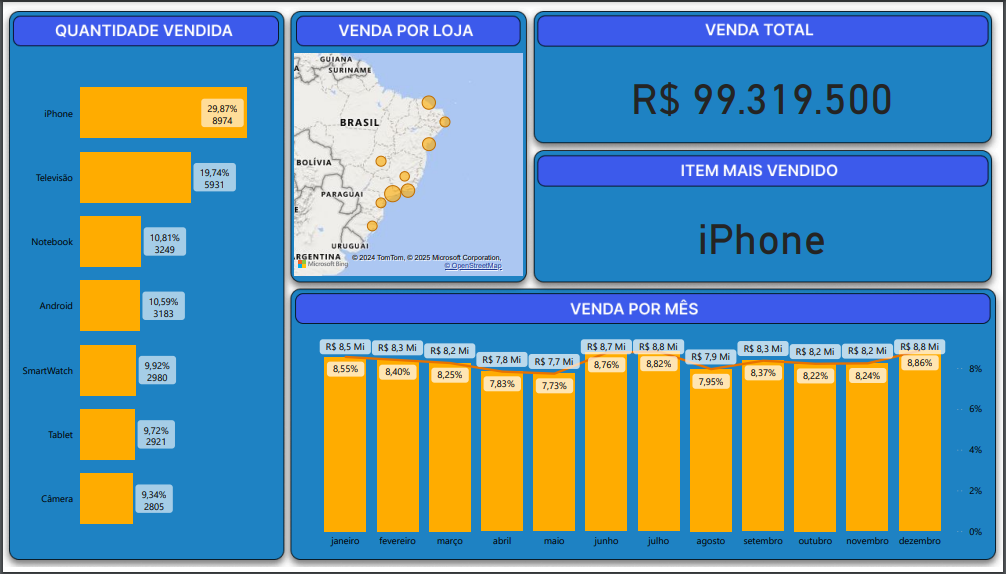 QUANTIDADE VENDIDA
iPhone
29,87%
8974
Televisão
19,74%
5931
Notebook
10,81%
3249
Android
10,59%
3183
SmartWatch
9,92%
2980
Tablet
9,72%
2921
Câmera
9,34%
2805
VENDA POR LOJA
GUIANA
SURINAME
BRASIL
BOLÍVIA
PARAGUAI
URUGUAI
RGENTINA
Microsoft Bing
© 2024 TomTom, © 2025 Microsoft Corporation,
© OpenStreetMap
VENDA TOTAL
R$ 99.319.500
ITEM MAIS VENDIDO
iPhone
VENDA POR MÊS
R$ 8,5 Mi
R$ 8,3 Mi
R$ 8,2 Mi
R$ 7,8 Mi
R$ 7,7 Mi
R$ 8,7 Mi
R$ 8,8 Mi
R$ 7,9 Mi
R$ 8,3 Mi
R$ 8,2 Mi
R$ 8,2 Mi
R$ 8,8 Mi
8,55%
8,40%
8,25%
7,83%
7,73%
8,76%
8,82%
7,95%
8,37%
8,22%
8,24%
8,86%
8%
6%
4%
2%
0%
janeiro
fevereiro
março
abril
maio
junho
julho
agosto
setembro
outubro
novembro
dezembro